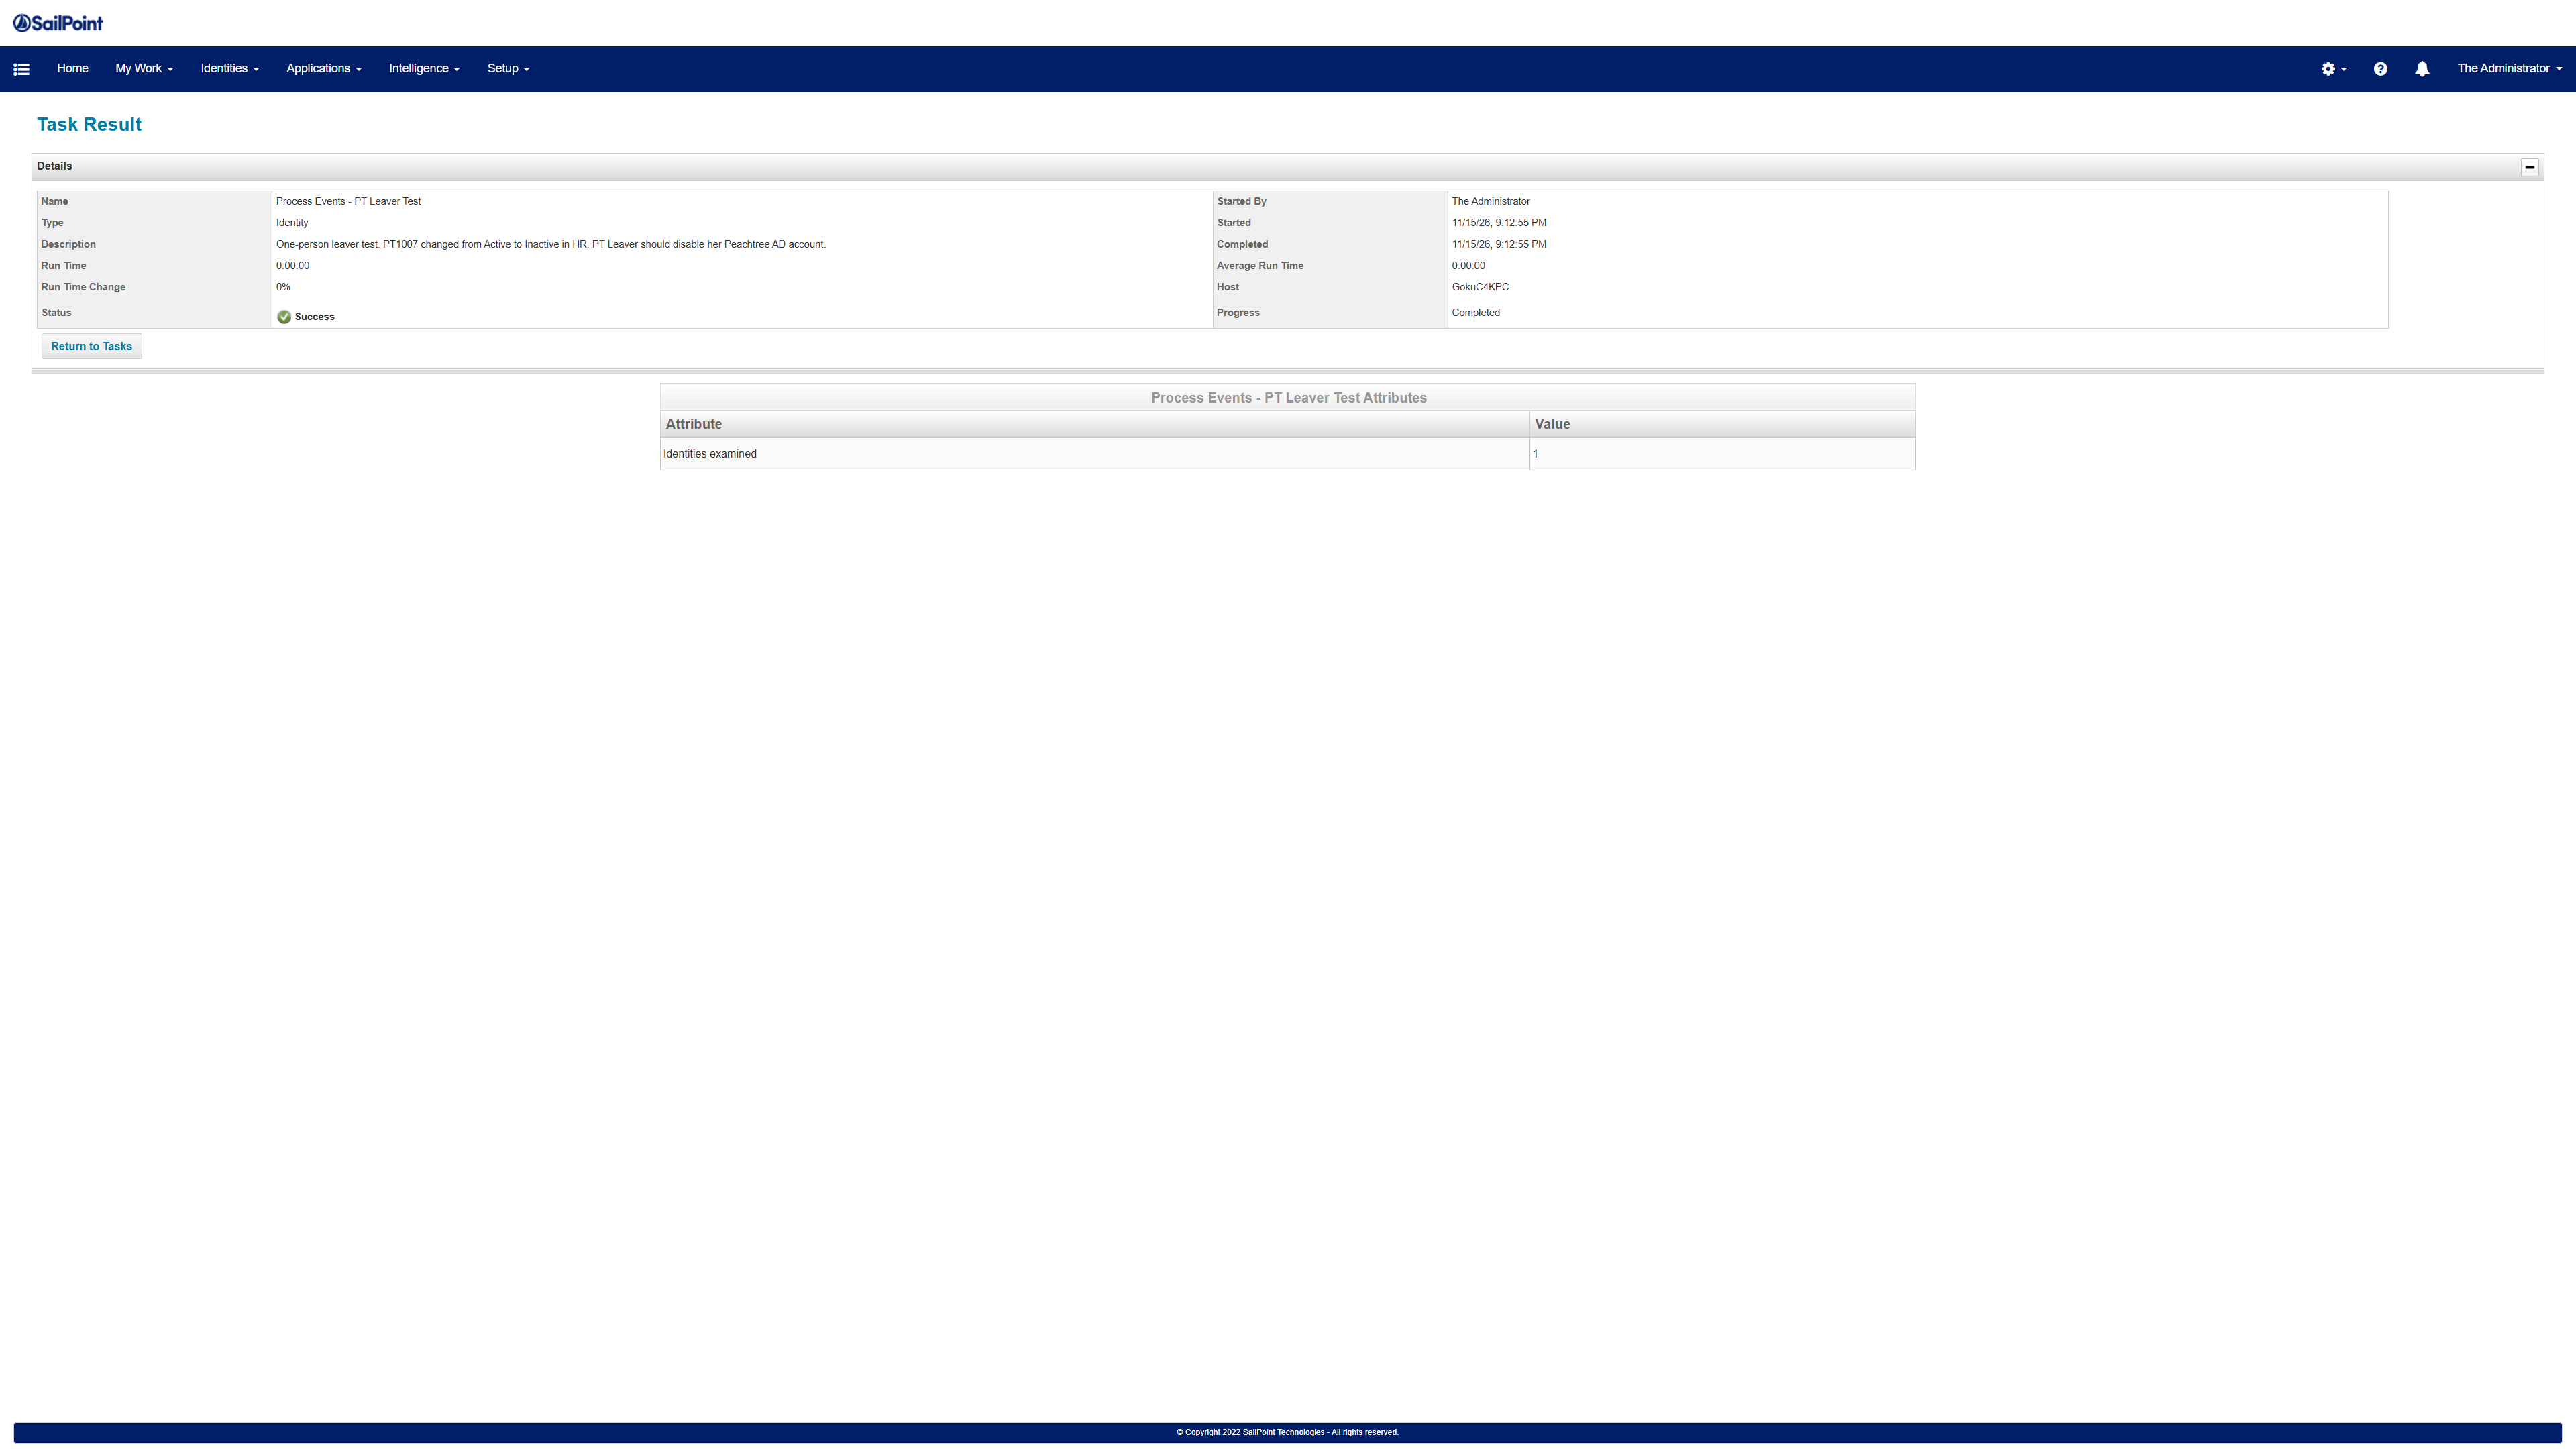 SailPoint
Home My Work Identities Applications Intelligence Setup The Administrator
Task Result
Details
Name Process Events - PT Leaver Test Started By The Administrator
Type Identity Started 11/15/26, 9:12:55 PM
Description One-person leaver test. PT1007 changed from Active to Inactive in HR. PT Leaver should disable her Peachtree AD account. Completed 11/15/26, 9:12:55 PM
Run Time 0:00:00 Average Run Time 0:00:00
Run Time Change 0% Host GokuC4KPC
Status Success Progress Completed
Return to Tasks
Process Events - PT Leaver Test Attributes
Attribute Value
Identities examined 1
© Copyright 2022 SailPoint Technologies - All rights reserved.